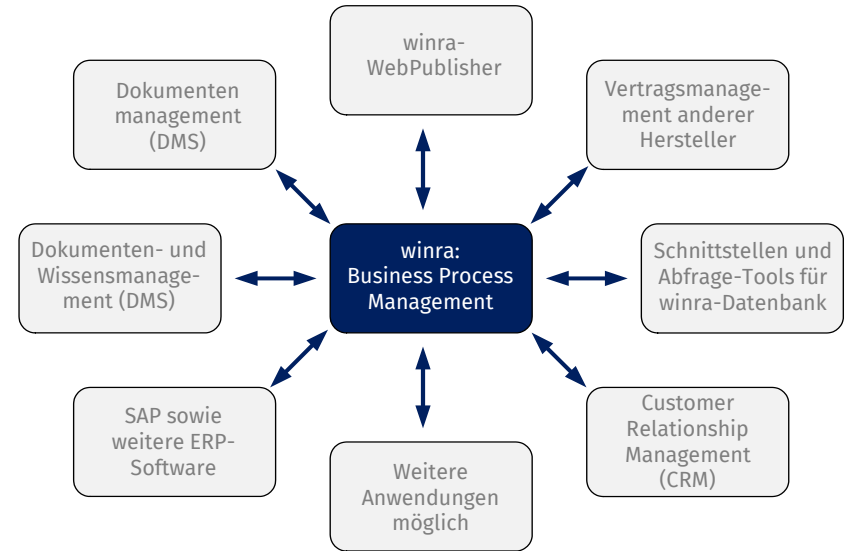 winra-
WebPublisher
Dokumenten
management
(DMS)
Vertragsmanage-
ment anderer
Hersteller
Dokumenten- und
Wissensmanage-
ment (DMS)
winra:
Business Process
Management
Schnittstellen und
Abfrage-Tools für
winra-Datenbank
SAP sowie
weitere ERP-
Software
Weitere
Anwendungen
möglich
Customer
Relationship
Management
(CRM)